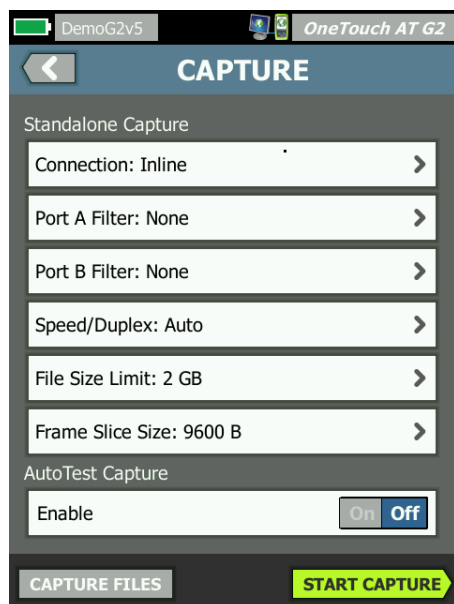 DemoG2v5
OneTouch AT G2
CAPTURE
Standalone Capture
Connection: Inline
Port A Filter: None
Port B Filter: None
Speed/Duplex: Auto
File Size Limit: 2 GB
Frame Slice Size: 9600 B
AutoTest Capture
Enable
On Off
CAPTURE FILES
START CAPTURE